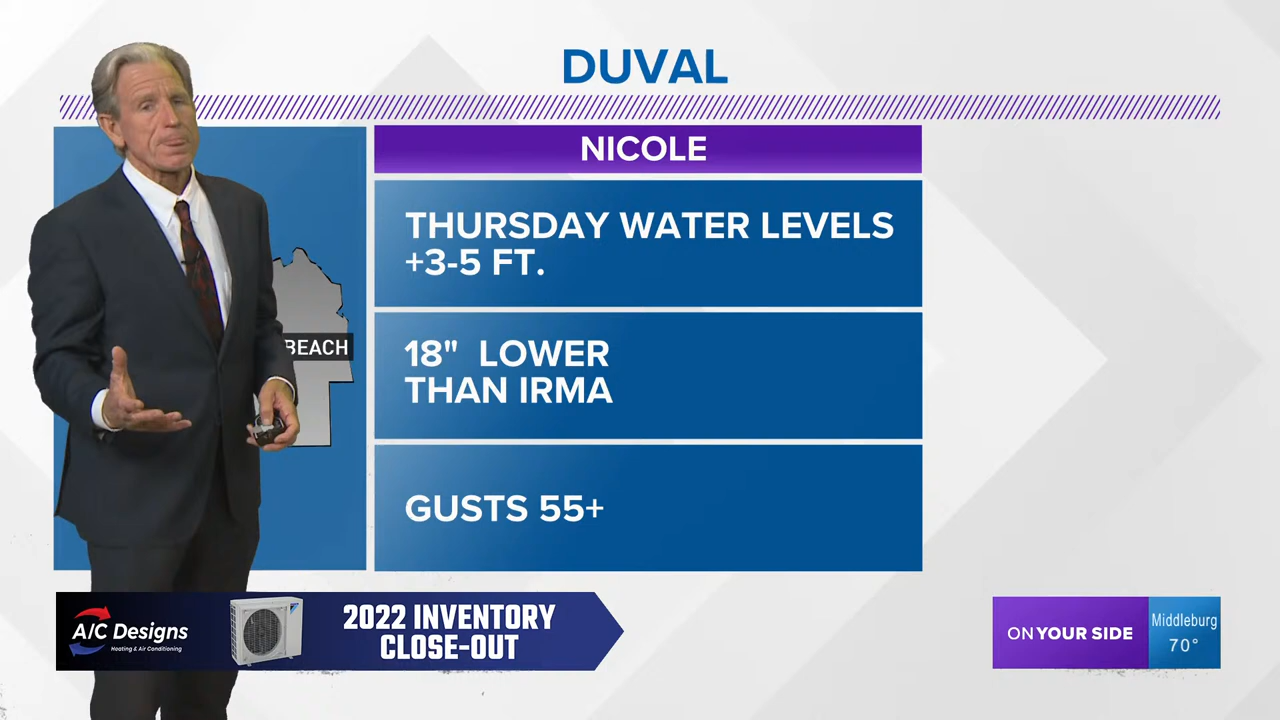 DUVAL
NICOLE
THURSDAY WATER LEVELS
+3-5 FT.
BEACH
18" LOWER
THAN IRMA
GUSTS 55+
A/C Designs
Heating & Air Conditioning
2022 INVENTORY
CLOSE-OUT
ON YOUR SIDE
Middleburg
70°